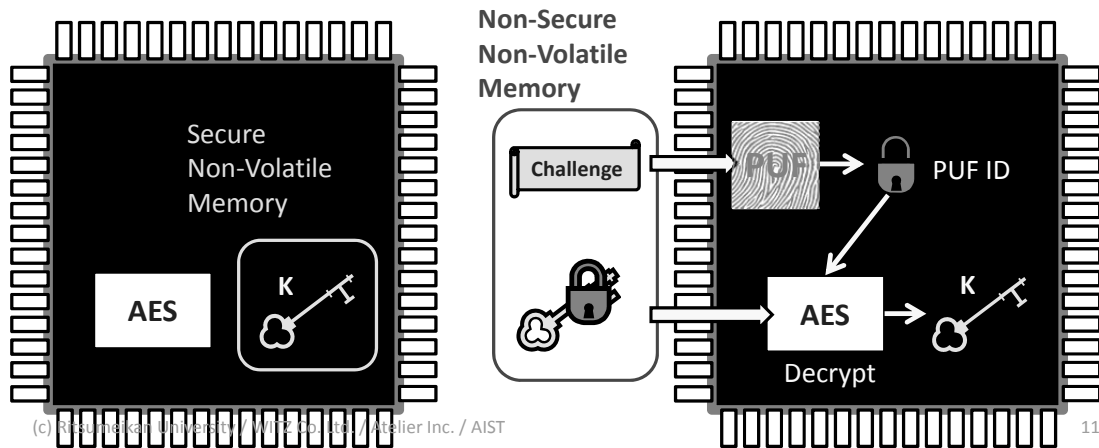 Secure
Non-Volatile
Memory
AES
K
Non-Secure
Non-Volatile
Memory
Challenge
PUF
PUF ID
AES
K
Decrypt
(c) Ritsumeikan University / WITZ Co. Ltd. / Atelier Inc. / AIST
11